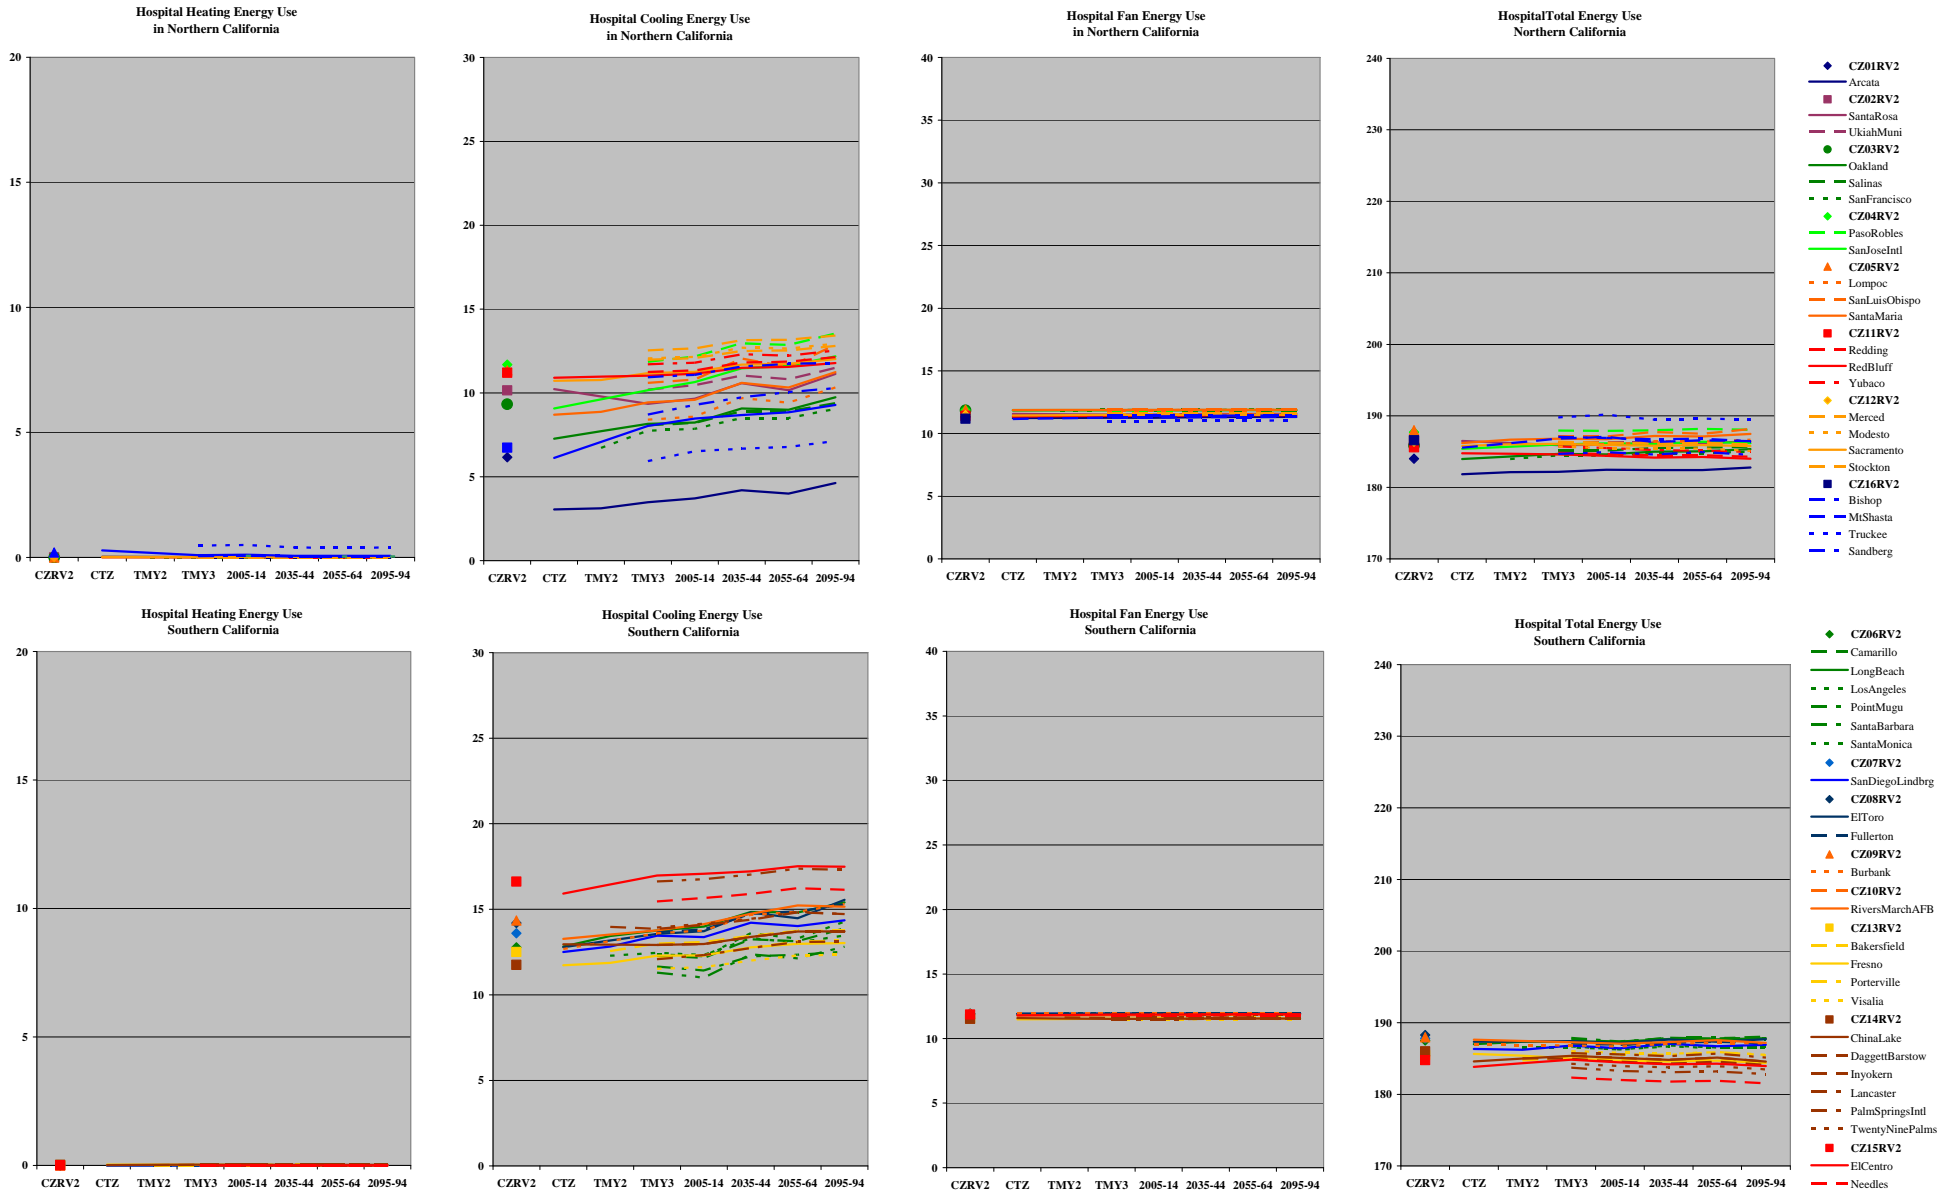 Hospital Heating Energy Use
in Northern California
20
15
10
5
0
CZRV2 CTZ TMY2 TMY3 2005-14 2035-44 2055-64 2095-94
Hospital Cooling Energy Use
in Northern California
30
25
20
15
10
5
0
CZRV2 CTZ TMY2 TMY3 2005-14 2035-44 2055-64 2095-94
Hospital Fan Energy Use
in Northern California
40
35
30
25
20
15
10
5
0
CZRV2 CTZ TMY2 TMY3 2005-14 2035-44 2055-64 2095-94
HospitalTotal Energy Use
Northern California
240
230
220
210
200
190
180
170
CZRV2 CTZ TMY2 TMY3 2005-14 2035-44 2055-64 2095-94
CZ01RV2
Arcata
CZ02RV2
SantaRosa
UkiahMuni
CZ03RV2
Oakland
Salinas
SanFrancisco
CZ04RV2
PasoRobles
SanJoseIntl
CZ05RV2
Lompoc
SanLuisObispo
SantaMaria
CZ11RV2
Redding
RedBluff
Yubaco
CZ12RV2
Merced
Modesto
Sacramento
Stockton
CZ16RV2
Bishop
MtShasta
Truckee
Sandberg
Hospital Heating Energy Use
Southern California
20
15
10
5
0
CZRV2 CTZ TMY2 TMY3 2005-14 2035-44 2055-64 2095-94
Hospital Cooling Energy Use
Southern California
30
25
20
15
10
5
0
CZRV2 CTZ TMY2 TMY3 2005-14 2035-44 2055-64 2095-94
Hospital Fan Energy Use
Southern California
40
35
30
25
20
15
10
5
0
CZRV2 CTZ TMY2 TMY3 2005-14 2035-44 2055-64 2095-94
Hospital Total Energy Use
Southern California
240
230
220
210
200
190
180
170
CZRV2 CTZ TMY2 TMY3 2005-14 2035-44 2055-64 2095-94
CZ06RV2
Camarillo
LongBeach
LosAngeles
PointMugu
SantaBarbara
SantaMonica
CZ07RV2
SanDiegoLindbrg
CZ08RV2
ElToro
Fullerton
CZ09RV2
Burbank
CZ10RV2
RiversMarchAFB
CZ13RV2
Bakersfield
Fresno
Porterville
Visalia
CZ14RV2
ChinaLake
DaggettBarstow
Inyokern
Lancaster
PalmSpringsIntl
TwentyNinePalms
CZ15RV2
ElCentro
Needles